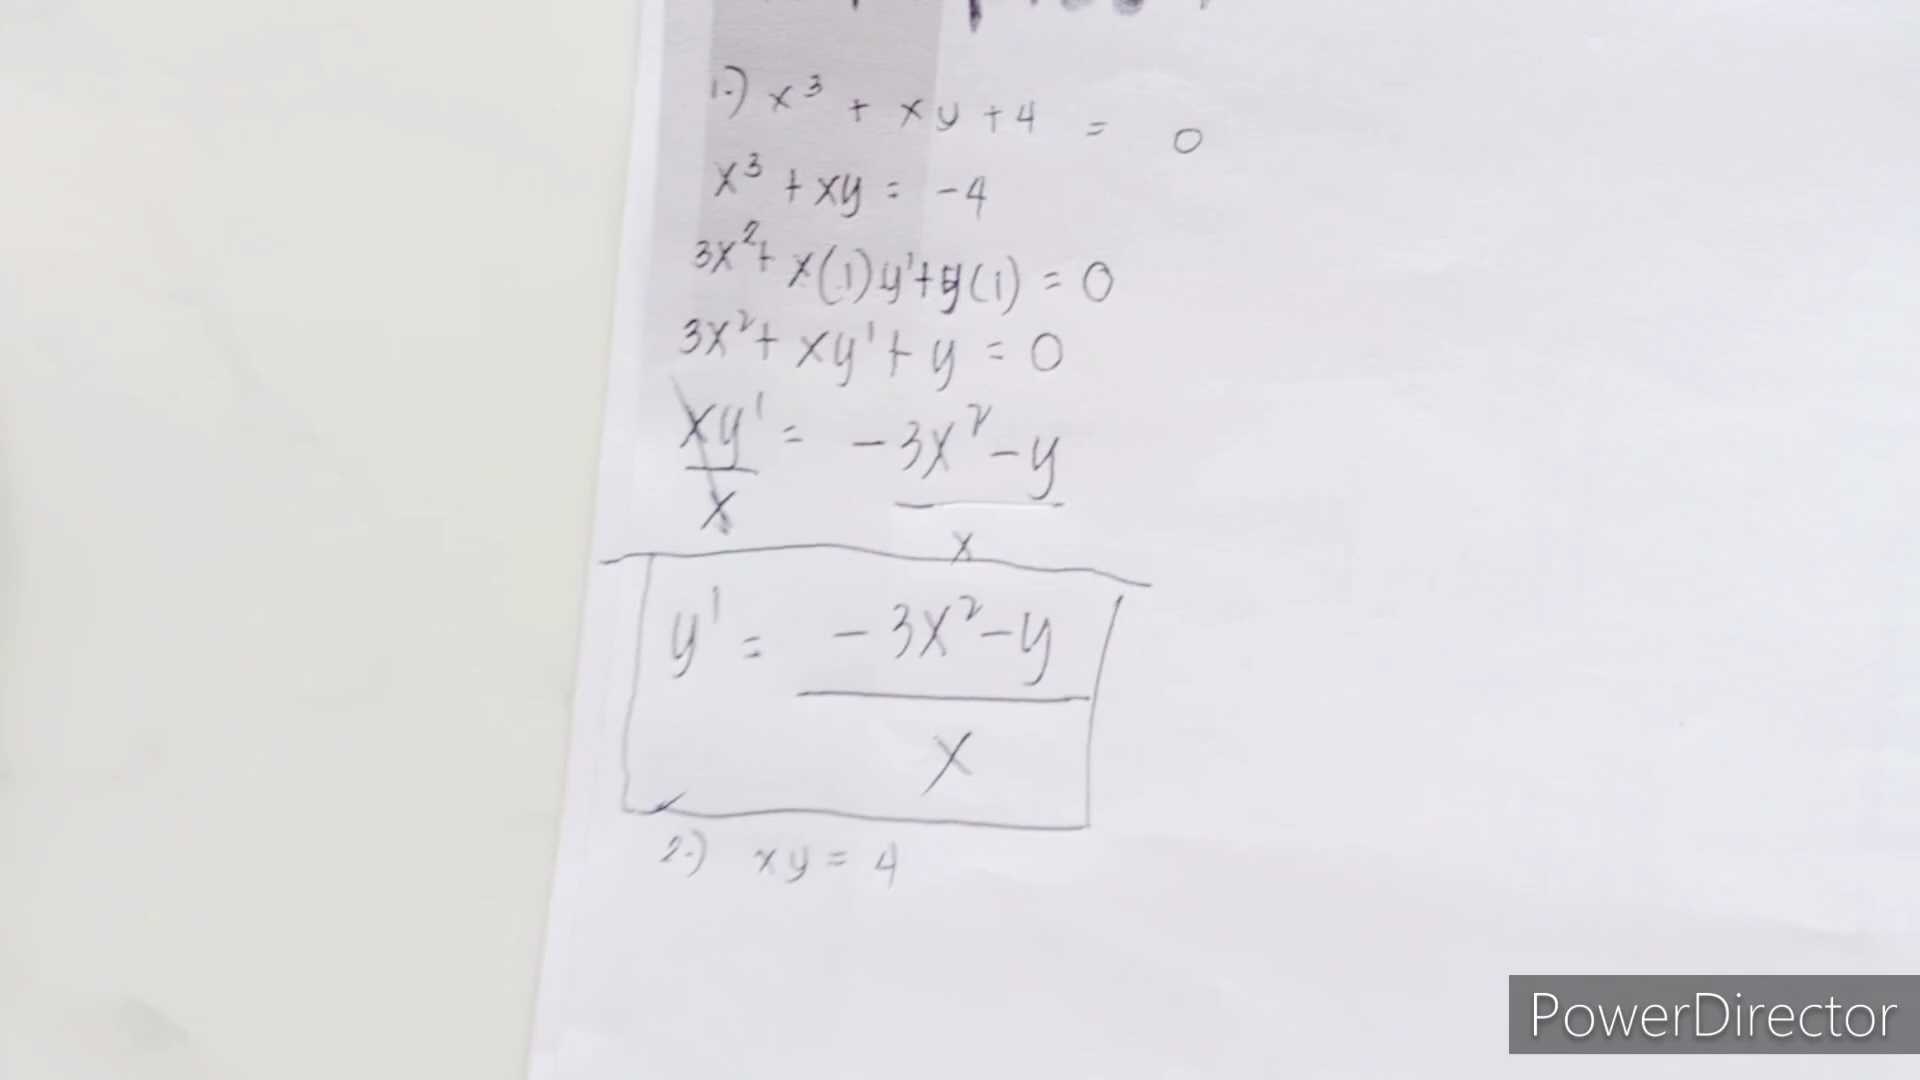 1.) x³ + xy + 4 = 0
x³ + xy = -4
3x² + x(1)y' + y(1) = 0
3x² + xy' + y = 0
xy' = -3x² - y
x x
y' = -3x² - y
x
2.) xy = 4
PowerDirector